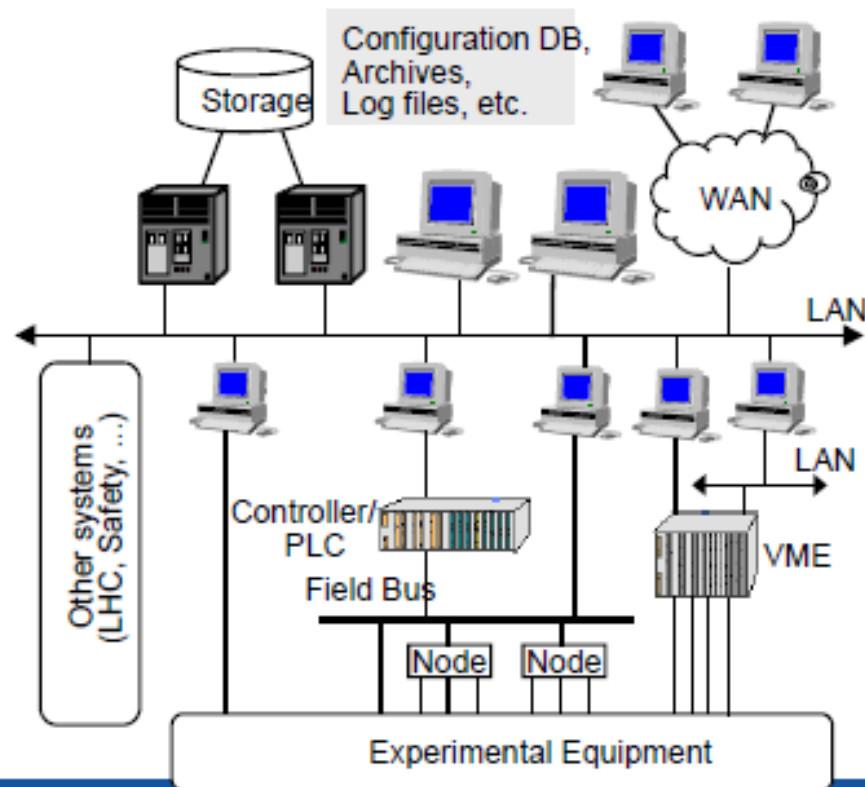 Configuration DB,
Archives,
Log files, etc.
Storage
WAN
LAN
Other systems
(LHC, Safety, ...)
LAN
Controller/
PLC
VME
Field Bus
Node
Node
Experimental Equipment